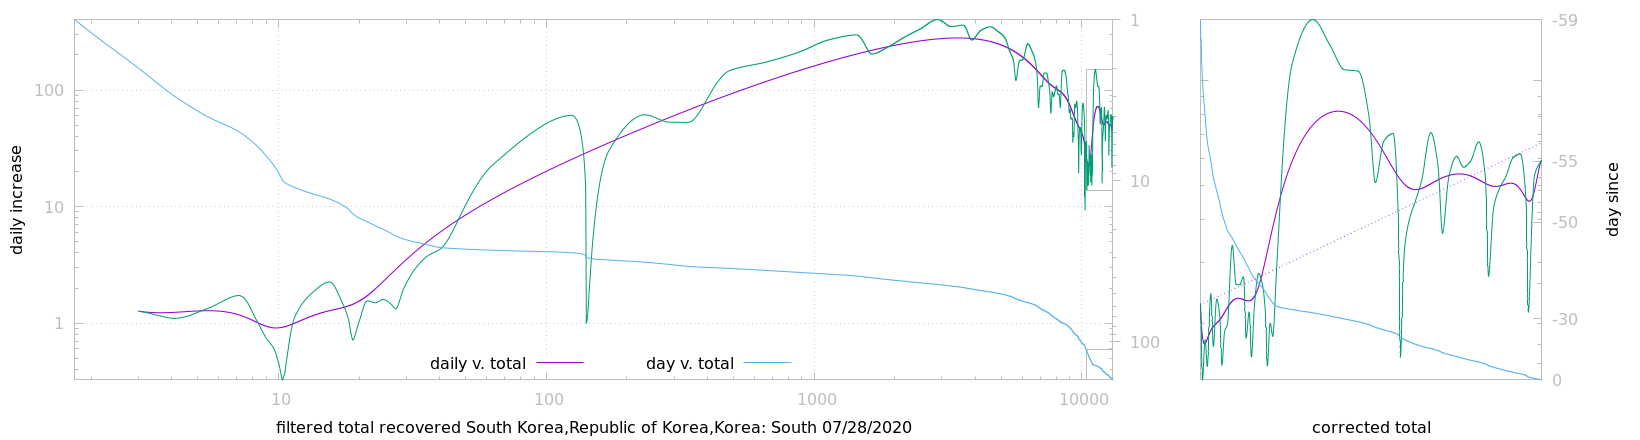 100
10
1
daily increase
daily v. total
day v. total
10
100
1000
10000
filtered total recovered South Korea,Republic of Korea,Korea: South 07/28/2020
1
10
100
-59
-55
-50
-30
0
day since
corrected total